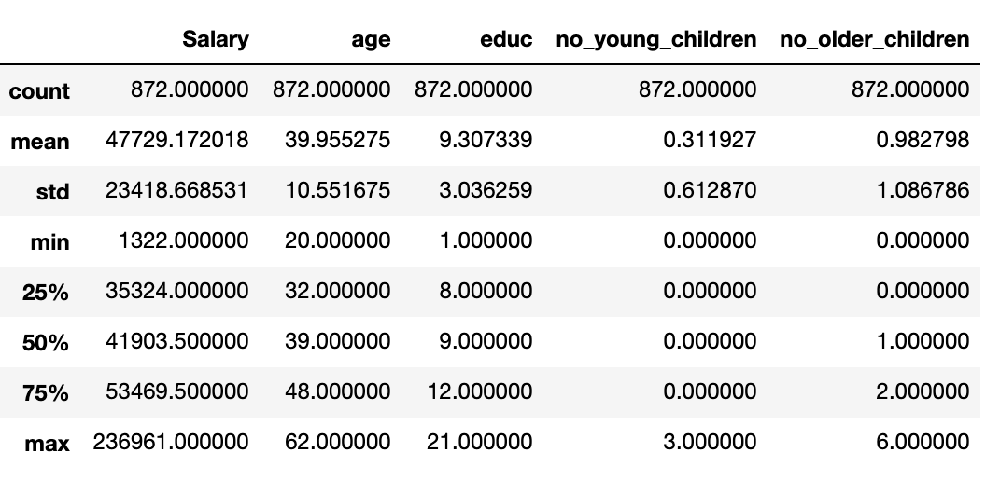 Salary age educ no_young_children no_older_children
count 872.000000 872.000000 872.000000 872.000000 872.000000
mean 47729.172018 39.955275 9.307339 0.311927 0.982798
std 23418.668531 10.551675 3.036259 0.612870 1.086786
min 1322.000000 20.000000 1.000000 0.000000 0.000000
25% 35324.000000 32.000000 8.000000 0.000000 0.000000
50% 41903.500000 39.000000 9.000000 0.000000 1.000000
75% 53469.500000 48.000000 12.000000 0.000000 2.000000
max 236961.000000 62.000000 21.000000 3.000000 6.000000